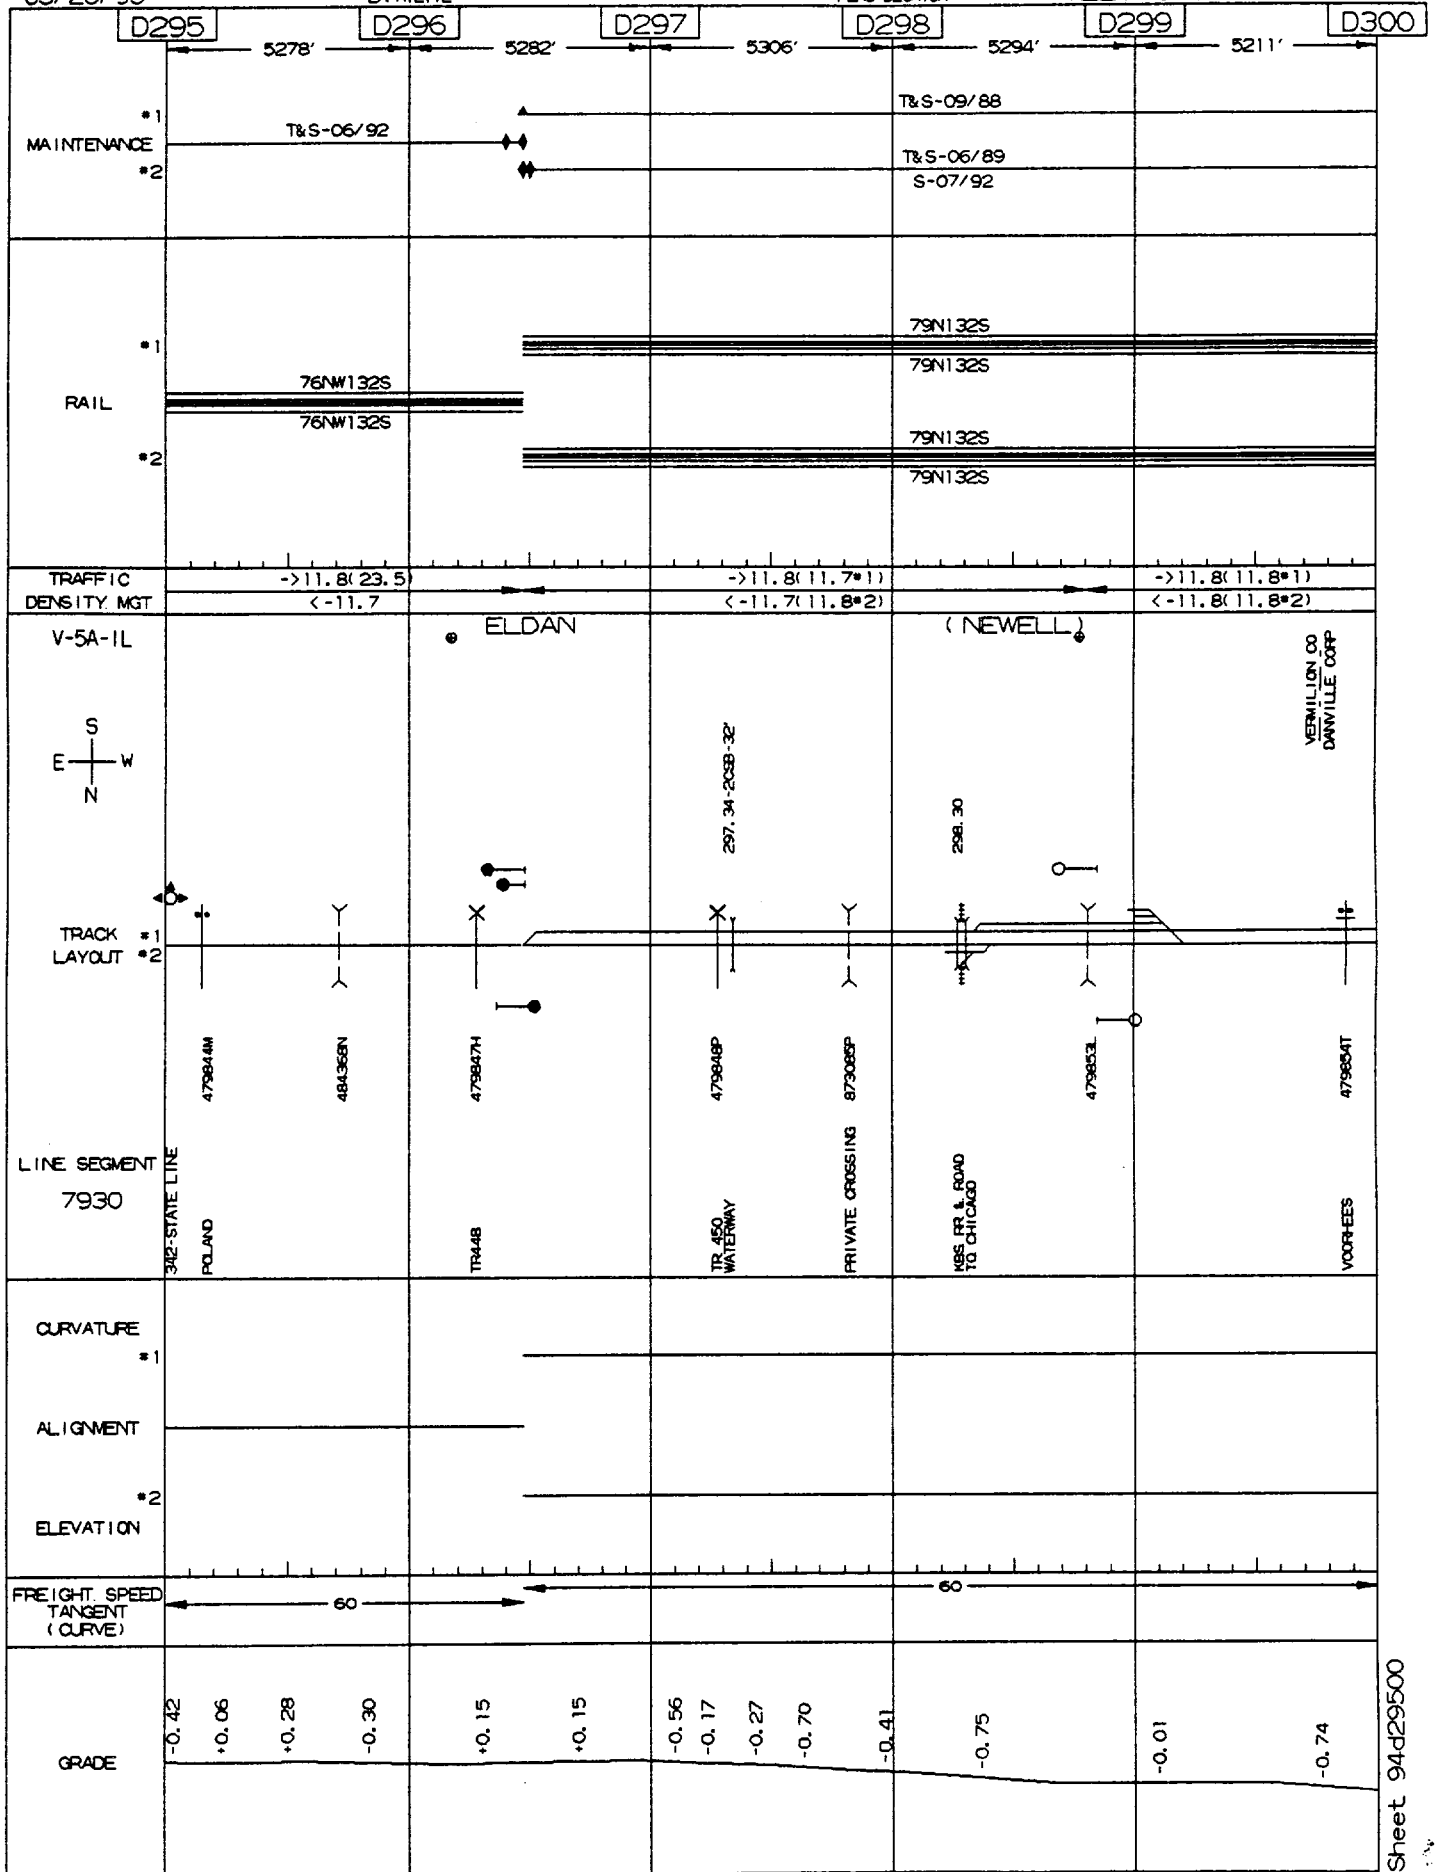 D295 D296 D297 D298 D299 D300
5278' 5282' 5306' 5294' 5211'
*1 T&S-09/88
MAINTENANCE T&S-06/92
*2 T&S-06/89
S-07/92
79N132S
*1
79N132S
76NW132S
RAIL
76NW132S
79N132S
*2
79N132S
TRAFFIC ->11.8(23.5) ->11.8(11.7*1) ->11.8(11.8*1)
DENSITY MGT <-11.7 <-11.7(11.8*2) <-11.8(11.8*2)
V-5A-IL ELDAN (NEWELL)
VERMILION CO
DANVILLE CORP
S
E W
N
297.34-2CSB-32'
298.30
TRACK *1
LAYOUT *2
479844M
484368N
479847H
479848P
873085P
479853L
479854T
LINE SEGMENT
7930
342-STATE LINE
POLAND
TR448
TR 450
WATERWAY
PRIVATE CROSSING
KBS RR & ROAD
TO CHICAGO
VOORHEES
CURVATURE
*1
ALIGNMENT
*2
ELEVATION
FREIGHT SPEED 60 60
TANGENT
(CURVE)
GRADE
-0.42
+0.06
+0.28
-0.30
+0.15
+0.15
-0.56
-0.17
-0.27
-0.70
-0.41
-0.75
-0.01
-0.74
Sheet 94d29500